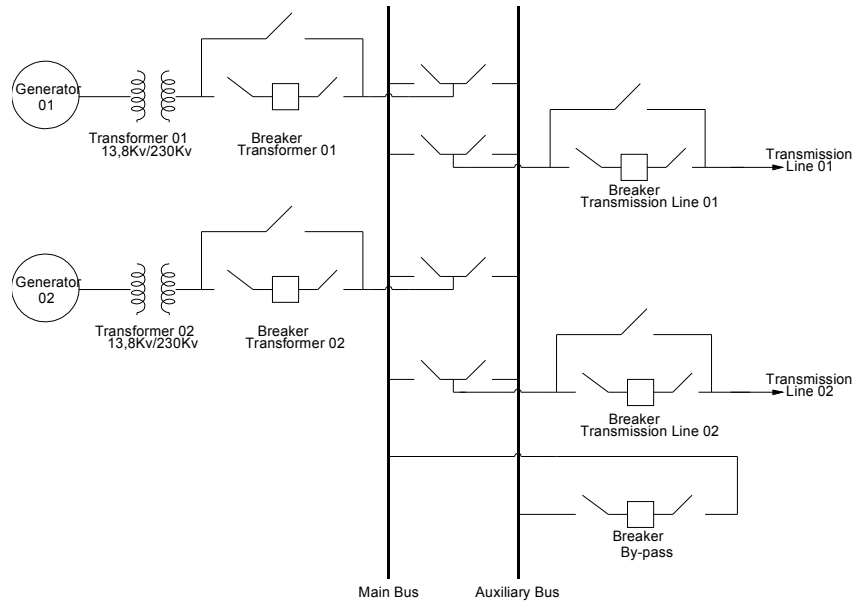 Generator
01
Transformer 01
13,8Kv/230Kv
Breaker
Transformer 01
Breaker
Transmission Line 01
Transmission
Line 01
Generator
02
Transformer 02
13,8Kv/230Kv
Breaker
Transformer 02
Breaker
Transmission Line 02
Transmission
Line 02
Breaker
By-pass
Main Bus
Auxiliary Bus